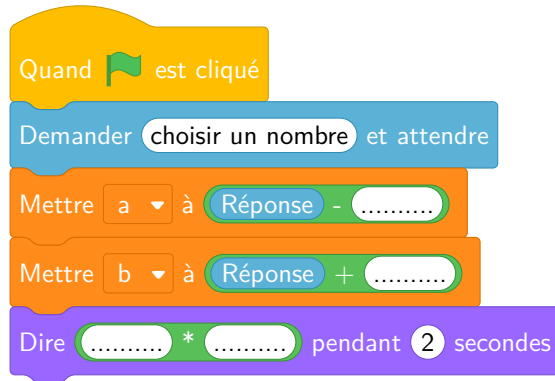 Quand est cliqué
Demander choisir un nombre et attendre
Mettre a à Réponse - ..........
Mettre b à Réponse + ..........
Dire .......... * .......... pendant 2 secondes